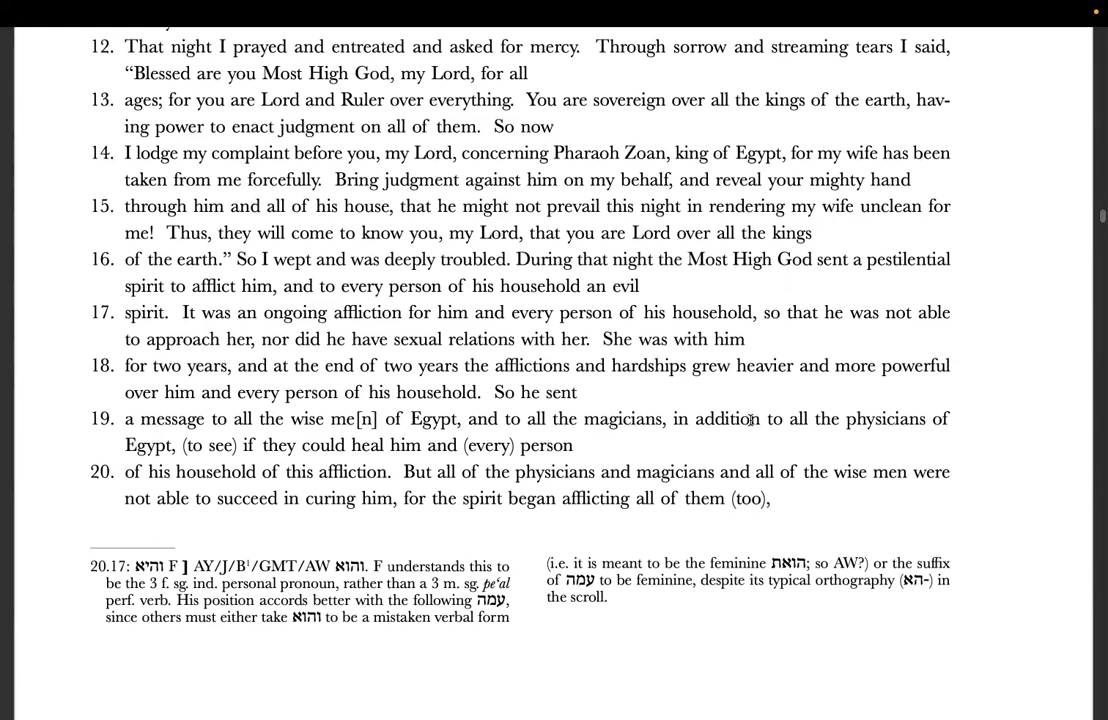 12. That night I prayed and entreated and asked for mercy. Through sorrow and streaming tears I said,
“Blessed are you Most High God, my Lord, for all
13. ages; for you are Lord and Ruler over everything. You are sovereign over all the kings of the earth, hav-
ing power to enact judgment on all of them. So now
14. I lodge my complaint before you, my Lord, concerning Pharaoh Zoan, king of Egypt, for my wife has been
taken from me forcefully. Bring judgment against him on my behalf, and reveal your mighty hand
15. through him and all of his house, that he might not prevail this night in rendering my wife unclean for
me! Thus, they will come to know you, my Lord, that you are Lord over all the kings
16. of the earth.” So I wept and was deeply troubled. During that night the Most High God sent a pestilential
spirit to afflict him, and to every person of his household an evil
17. spirit. It was an ongoing affliction for him and every person of his household, so that he was not able
to approach her, nor did he have sexual relations with her. She was with him
18. for two years, and at the end of two years the afflictions and hardships grew heavier and more powerful
over him and every person of his household. So he sent
19. a message to all the wise me[n] of Egypt, and to all the magicians, in addition to all the physicians of
Egypt, (to see) if they could heal him and (every) person
20. of his household of this affliction. But all of the physicians and magicians and all of the wise men were
not able to succeed in curing him, for the spirit began afflicting all of them (too),
20.17: והיא F ] AY/J/B¹/GMT/AW והוא. F understands this to
be the 3 f. sg. ind. personal pronoun, rather than a 3 m. sg. peʿal
perf. verb. His position accords better with the following עמה,
since others must either take והוא to be a mistaken verbal form
(i.e. it is meant to be the feminine הואת; so AW?) or the suffix
of עמה to be feminine, despite its typical orthography (הא-) in
the scroll.